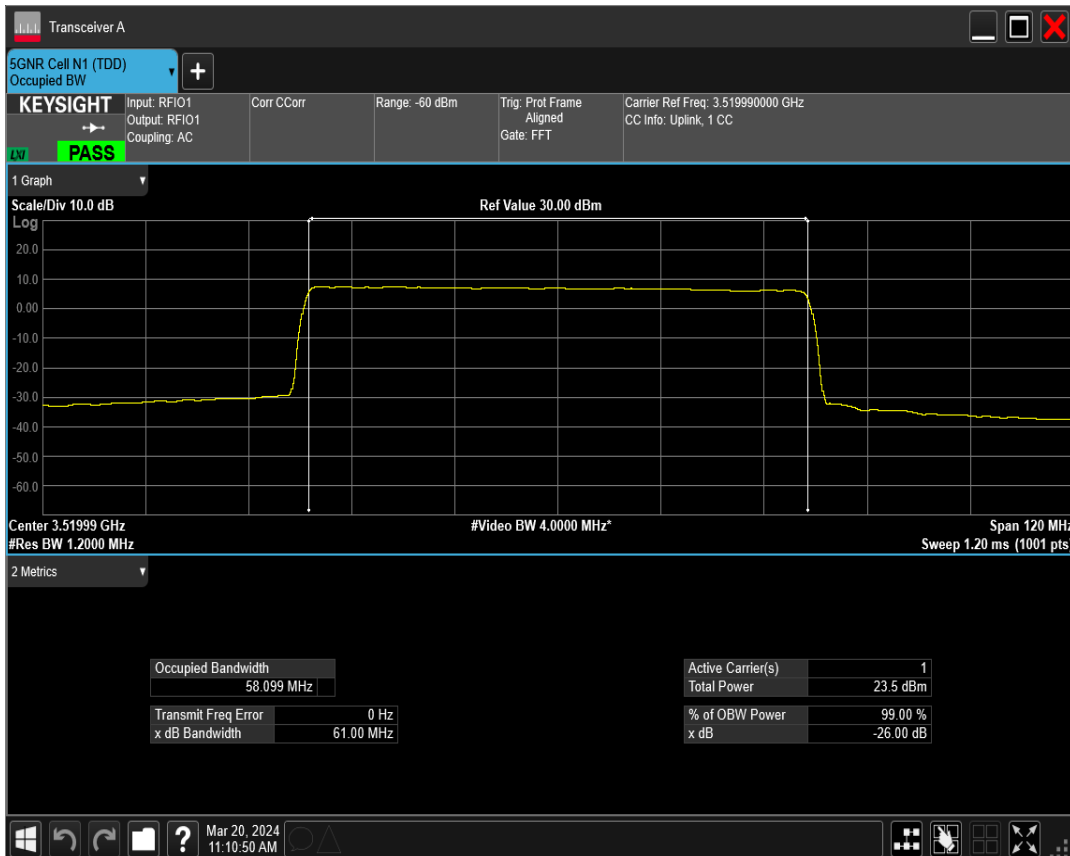 Transceiver A
5GNR Cell N1 (TDD)
Occupied BW
+
KEYSIGHT
LXI
PASS
Input: RFIO1
Output: RFIO1
Coupling: AC
Corr CCorr
Range: -60 dBm
Trig: Prot Frame
Aligned
Gate: FFT
Carrier Ref Freq: 3.519990000 GHz
CC Info: Uplink, 1 CC
1 Graph
Scale/Div 10.0 dB
Ref Value 30.00 dBm
Log
20.0
10.0
0.00
-10.0
-20.0
-30.0
-40.0
-50.0
-60.0
Center 3.51999 GHz
#Video BW 4.0000 MHz*
Span 120 MHz
#Res BW 1.2000 MHz
Sweep 1.20 ms (1001 pts)
2 Metrics
Occupied Bandwidth
58.099 MHz
Transmit Freq Error 0 Hz
x dB Bandwidth 61.00 MHz
Active Carrier(s) 1
Total Power 23.5 dBm
% of OBW Power 99.00 %
x dB -26.00 dB
?
Mar 20, 2024
11:10:50 AM